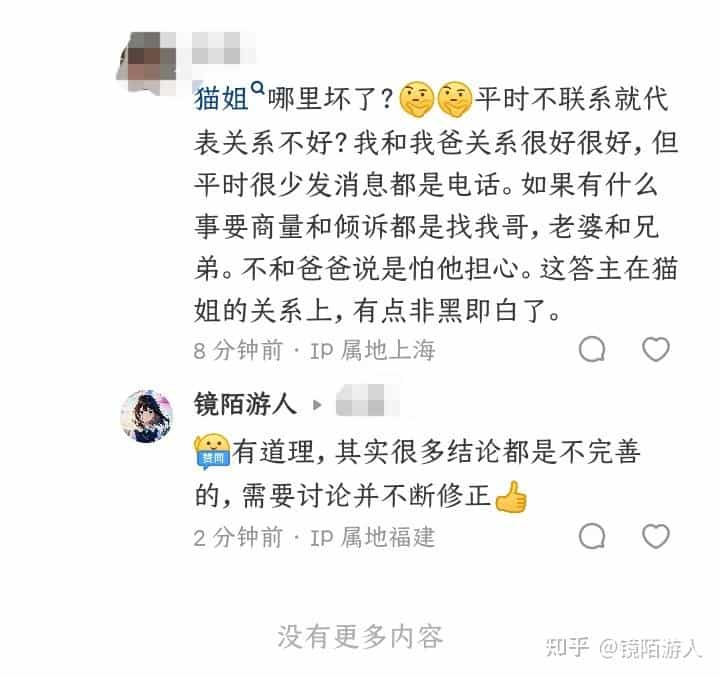 猫姐哪里坏了？🤔🤔平时不联系就代
表关系不好？我和我爸关系很好很好，但
平时很少发消息都是电话。如果有什么
事要商量和倾诉都是找我哥，老婆和兄
弟。不和爸爸说是怕他担心。这答主在猫
姐的关系上，有点非黑即白了。
8 分钟前 · IP 属地上海
镜陌游人
赞同 有道理，其实很多结论都是不完善
的，需要讨论并不断修正👍
2 分钟前 · IP 属地福建
没有更多内容
知乎 @镜陌游人